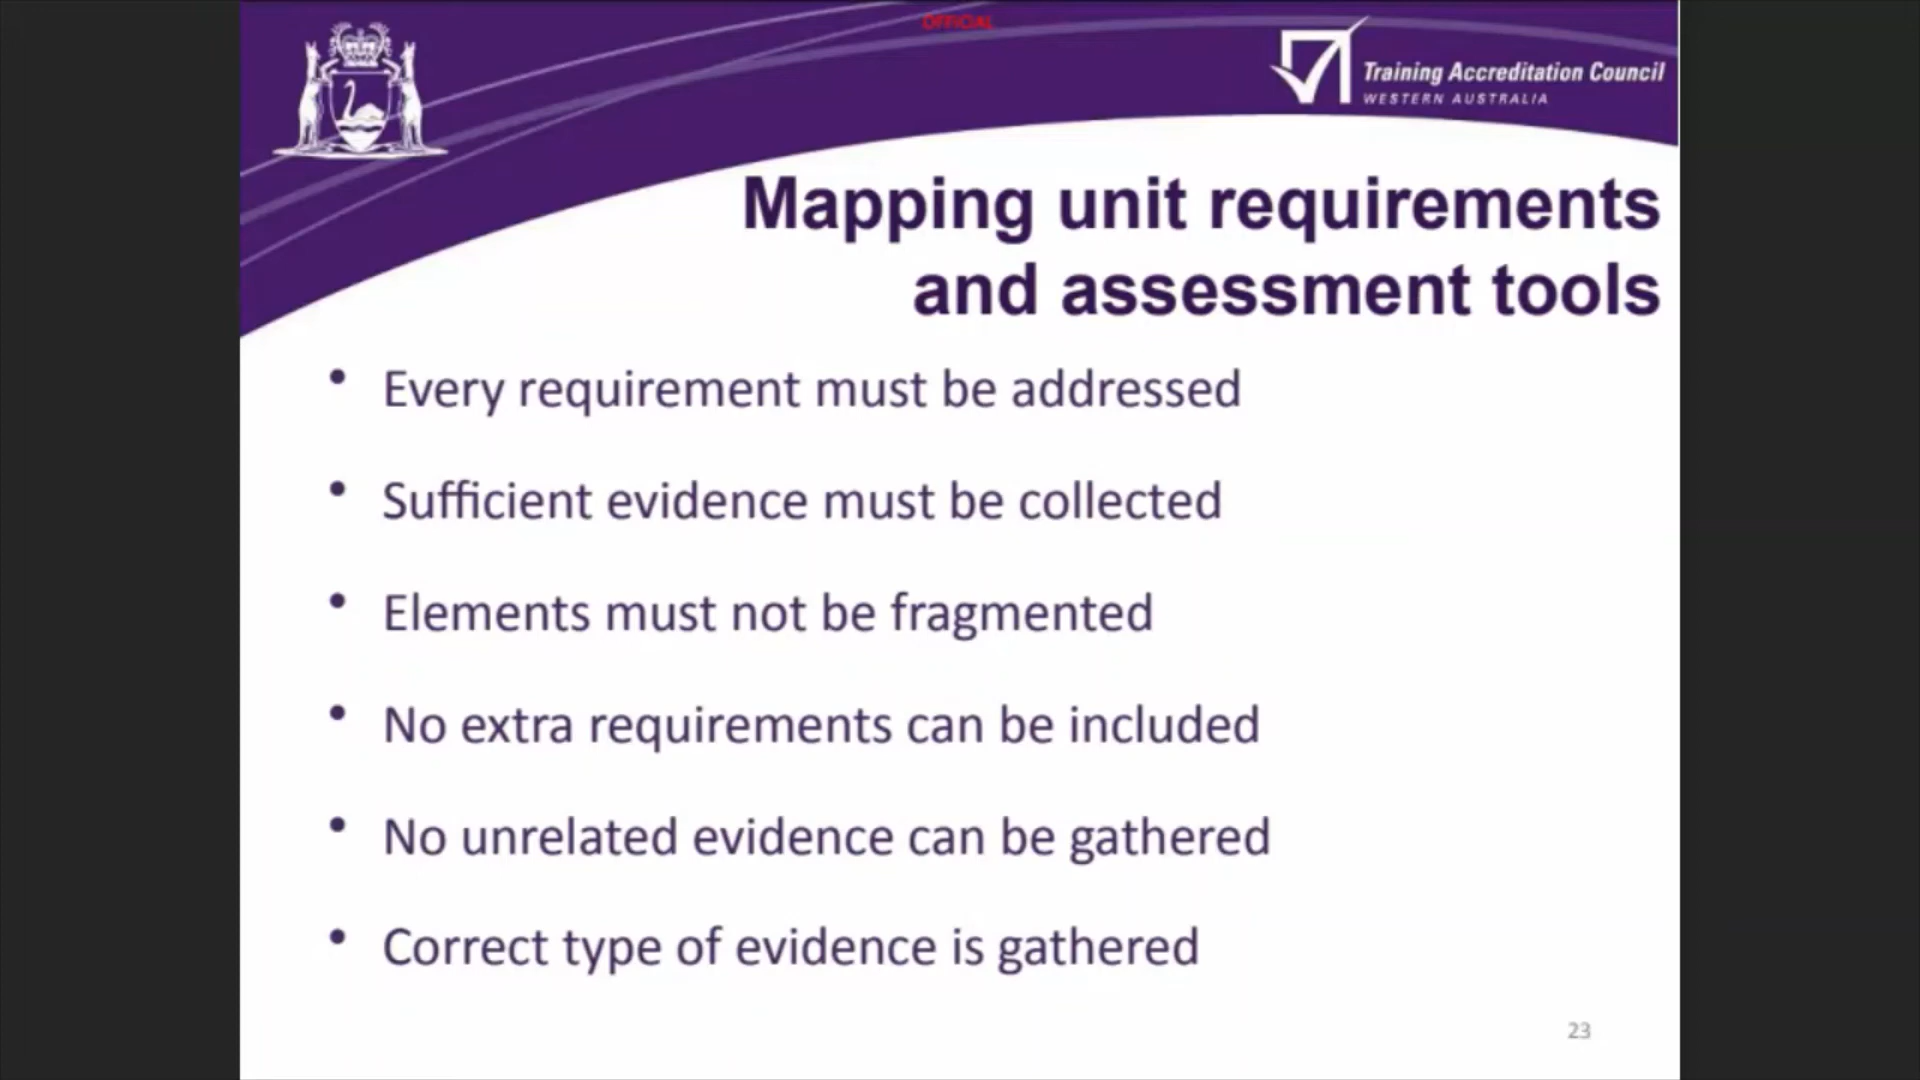 OFFICIAL
Training Accreditation Council
WESTERN AUSTRALIA
Mapping unit requirements
and assessment tools
• Every requirement must be addressed
• Sufficient evidence must be collected
• Elements must not be fragmented
• No extra requirements can be included
• No unrelated evidence can be gathered
• Correct type of evidence is gathered
23